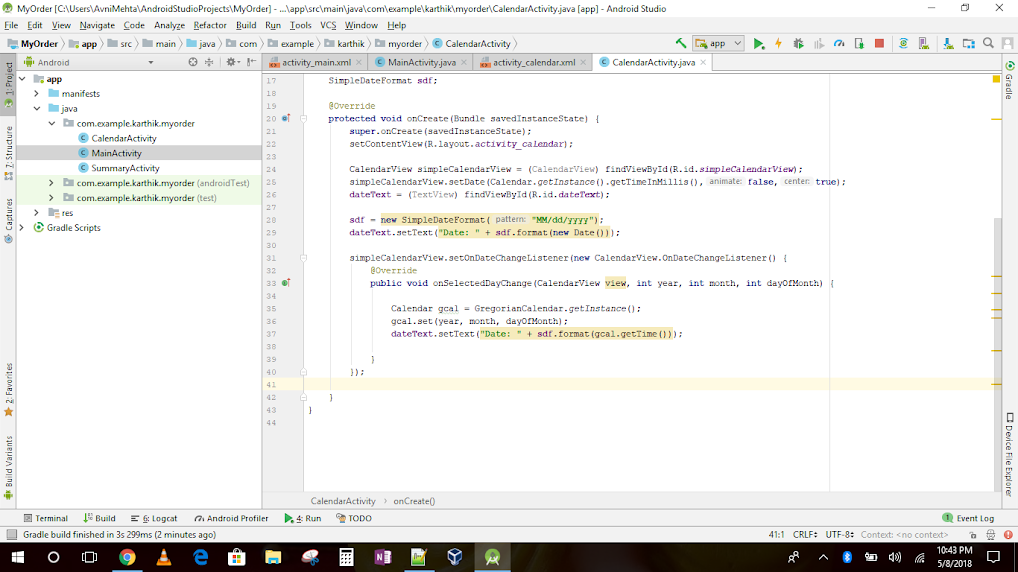 MyOrder [C:\Users\AvniMehta\AndroidStudioProjects\MyOrder] - ...\app\src\main\java\com\example\karthik\myorder\CalendarActivity.java [app] - Android Studio
File Edit View Navigate Code Analyze Refactor Build Run Tools VCS Window Help
MyOrder app src main java com example karthik myorder CalendarActivity app
Android
activity_main.xml MainActivity.java activity_calendar.xml CalendarActivity.java
1: Project
7: Structure
Captures
2: Favorites
Build Variants
app
manifests
java
com.example.karthik.myorder
CalendarActivity
MainActivity
SummaryActivity
com.example.karthik.myorder (androidTest)
com.example.karthik.myorder (test)
res
Gradle Scripts
17 SimpleDateFormat sdf;
18
19 @Override
20 protected void onCreate(Bundle savedInstanceState) {
21 super.onCreate(savedInstanceState);
22 setContentView(R.layout.activity_calendar);
23
24 CalendarView simpleCalendarView = (CalendarView) findViewById(R.id.simpleCalendarView);
25 simpleCalendarView.setDate(Calendar.getInstance().getTimeInMillis(), animate: false, center: true);
26 dateText = (TextView) findViewById(R.id.dateText);
27
28 sdf = new SimpleDateFormat( pattern: "MM/dd/yyyy");
29 dateText.setText("Date: " + sdf.format(new Date()));
30
31 simpleCalendarView.setOnDateChangeListener(new CalendarView.OnDateChangeListener() {
32 @Override
33 public void onSelectedDayChange(CalendarView view, int year, int month, int dayOfMonth) {
34
35 Calendar gcal = GregorianCalendar.getInstance();
36 gcal.set(year, month, dayOfMonth);
37 dateText.setText("Date: " + sdf.format(gcal.getTime()));
38
39 }
40 });
41
42 }
43 }
44
Gradle
Device File Explorer
CalendarActivity › onCreate()
Terminal Build 6: Logcat Android Profiler 4: Run TODO 1 Event Log
Gradle build finished in 3s 299ms (2 minutes ago) 41:1 CRLF÷ UTF-8÷ Context: <no context>
10:43 PM
5/8/2018